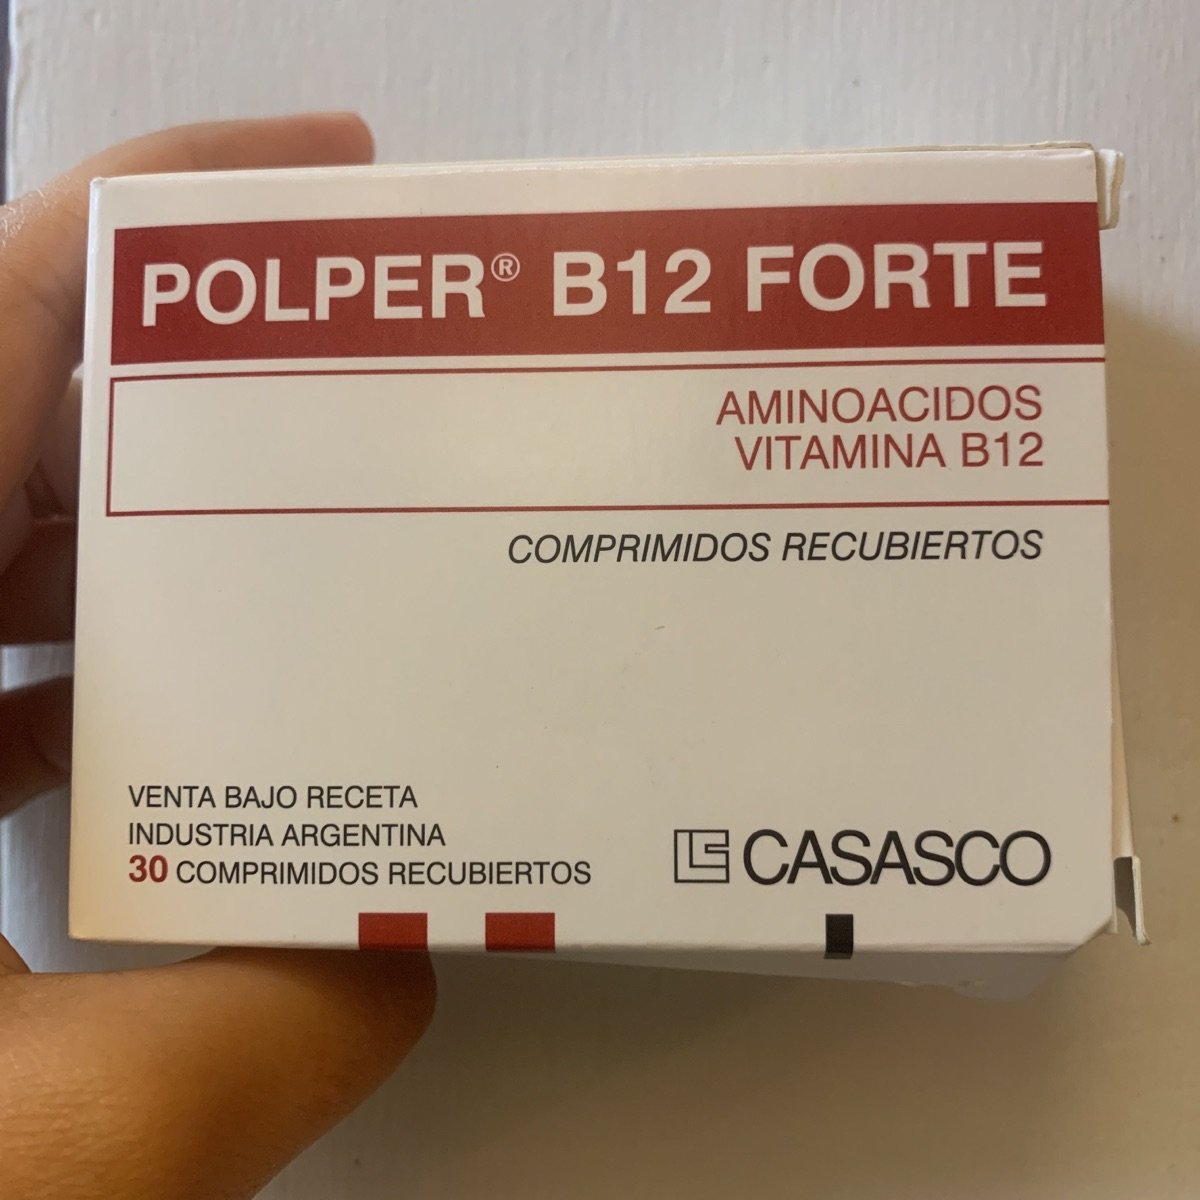 POLPER® B12 FORTE
AMINOACIDOS
VITAMINA B12
COMPRIMIDOS RECUBIERTOS
VENTA BAJO RECETA
INDUSTRIA ARGENTINA
30 COMPRIMIDOS RECUBIERTOS
CASASCO